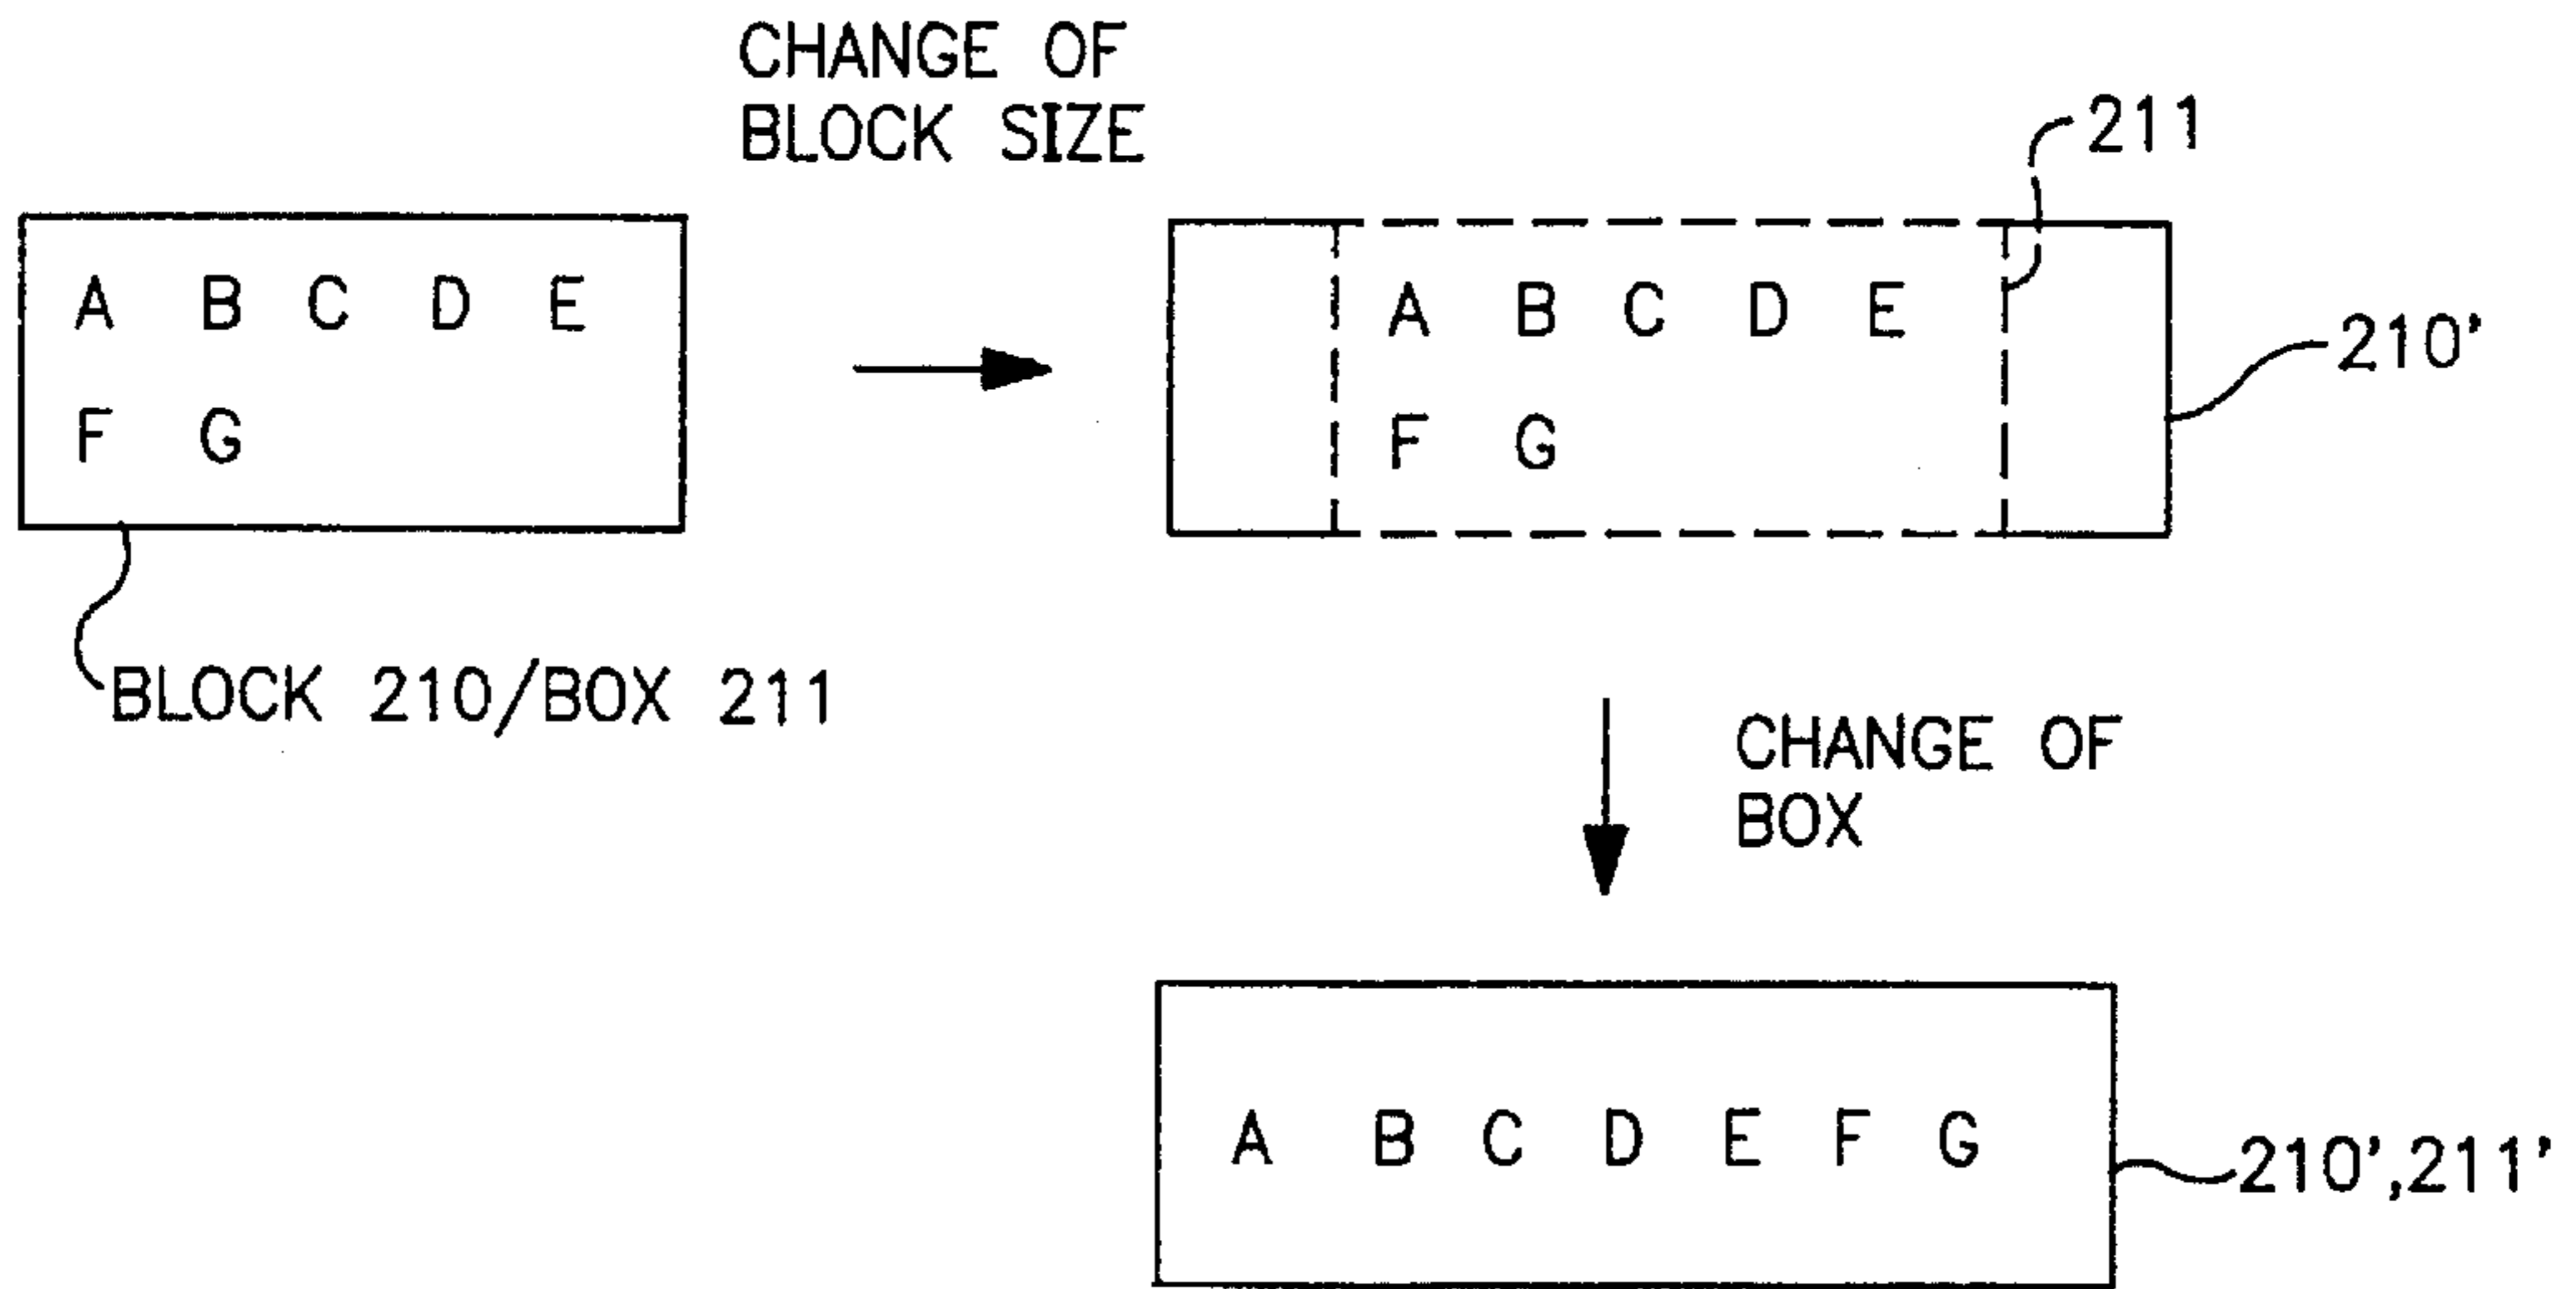 CHANGE OF
BLOCK SIZE
A B C D E
F G
BLOCK 210/BOX 211
211
A B C D E
F G
210'
CHANGE OF
BOX
A B C D E F G
210',211'